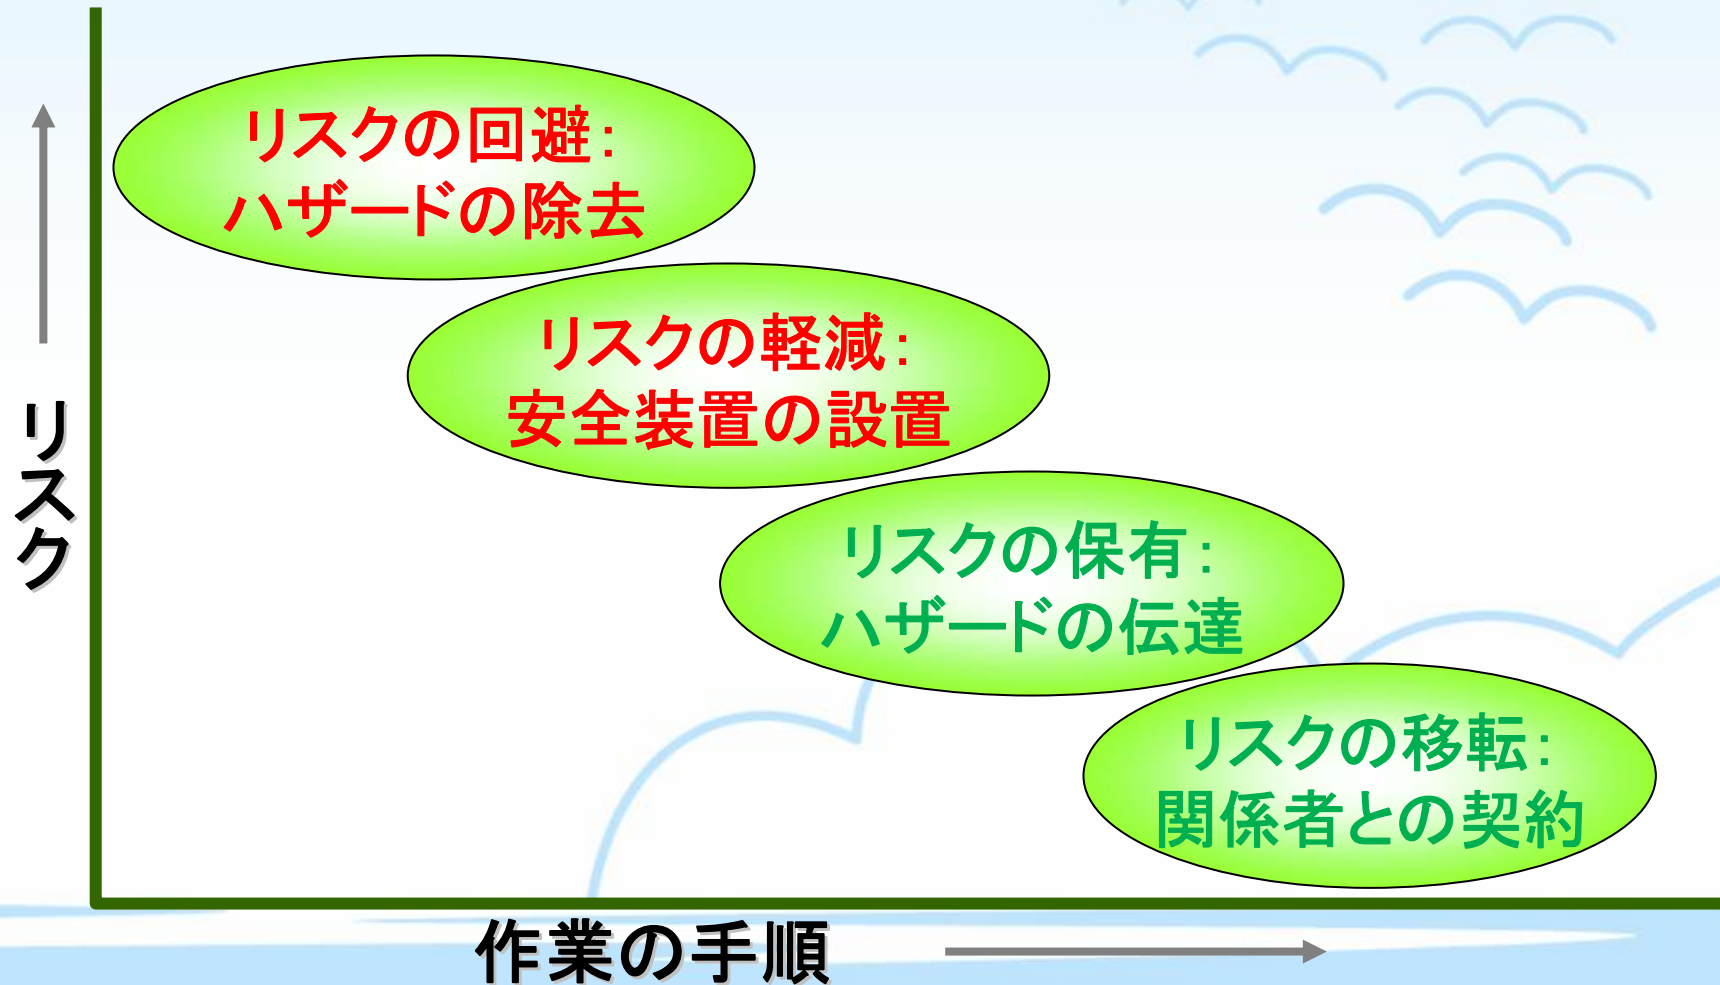 リスクの回避：
ハザードの除去
リスクの軽減：
安全装置の設置
リスク
リスクの保有：
ハザードの伝達
リスクの移転：
関係者との契約
作業の手順